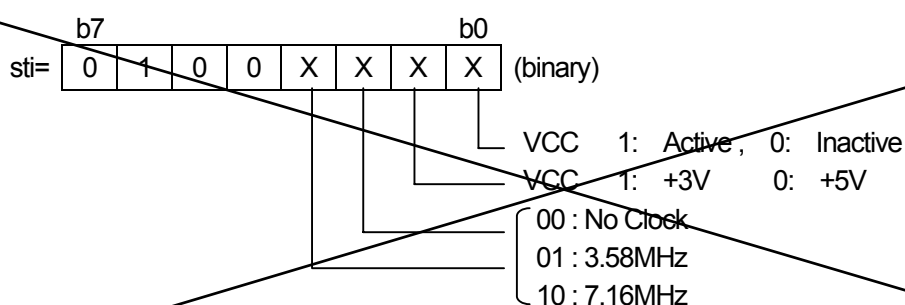 b7 b0
sti= 0 1 0 0 X X X X (binary)
VCC 1: Active , 0: Inactive
VCC 1: +3V 0: +5V
00 : No Clock
01 : 3.58MHz
10 : 7.16MHz